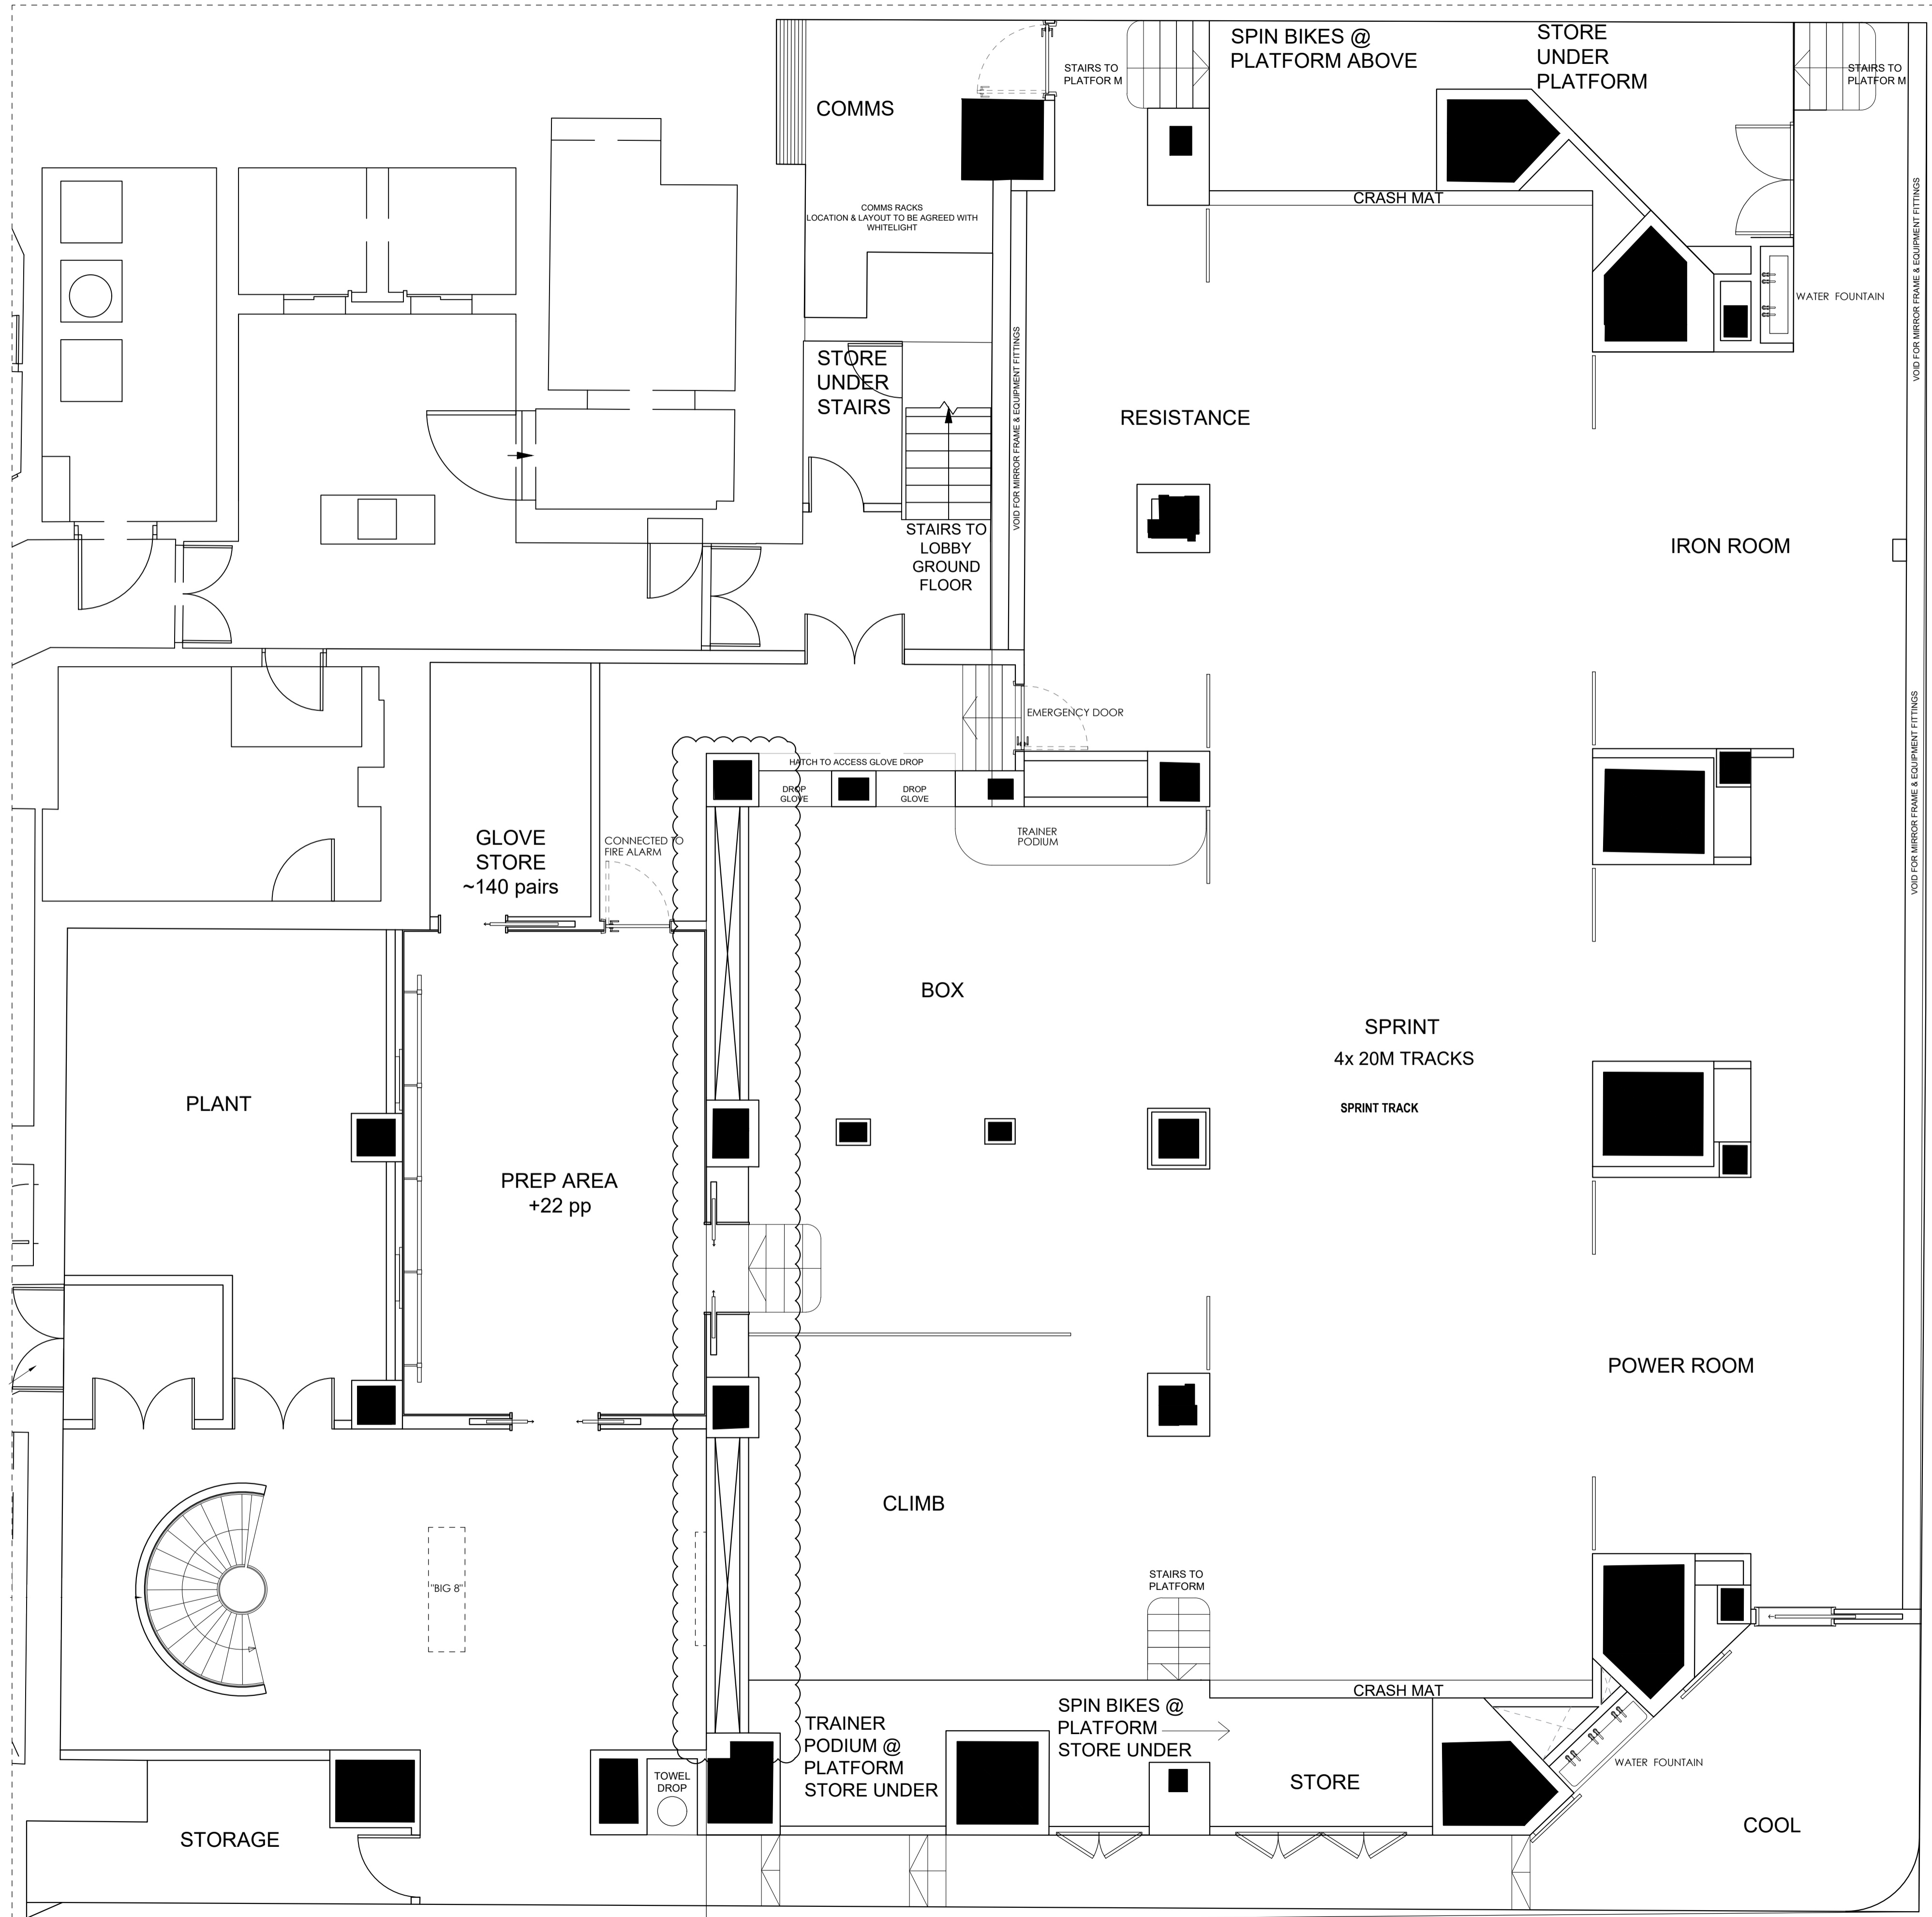 SPIN BIKES @
PLATFORM ABOVE
STORE
UNDER
PLATFORM
STAIRS TO
PLATFOR M
STAIRS TO
PLATFOR M
COMMS
CRASH MAT
COMMS RACKS
LOCATION & LAYOUT TO BE AGREED WITH
WHITELIGHT
VOID FOR MIRROR FRAME & EQUIPMENT FITTINGS
WATER FOUNTAIN
STORE
UNDER
STAIRS
VOID FOR MIRROR FRAME & EQUIPMENT FITTINGS
RESISTANCE
STAIRS TO
LOBBY
GROUND
FLOOR
IRON ROOM
EMERGENCY DOOR
HATCH TO ACCESS GLOVE DROP
DROP
GLOVE
DROP
GLOVE
VOID FOR MIRROR FRAME & EQUIPMENT FITTINGS
GLOVE
STORE
~140 pairs
CONNECTED TO
FIRE ALARM
TRAINER
PODIUM
BOX
SPRINT
4x 20M TRACKS
SPRINT TRACK
PLANT
PREP AREA
+22 pp
POWER ROOM
CLIMB
"BIG 8"
STAIRS TO
PLATFORM
CRASH MAT
TRAINER
PODIUM @
PLATFORM
STORE UNDER
SPIN BIKES @
PLATFORM
STORE UNDER
WATER FOUNTAIN
TOWEL
DROP
STORE
STORAGE
COOL